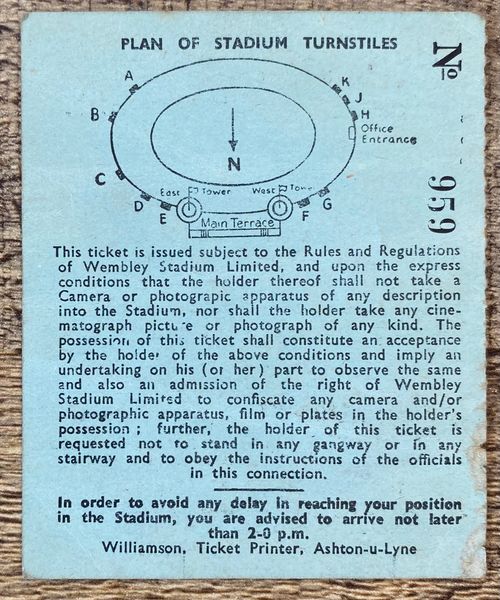 PLAN OF STADIUM TURNSTILES
No 959
A
B
C
D
E
K
J
H
Office
Entrance
N
East Tower
West Tow
G
F
Main Terrace
This ticket is issued subject to the Rules and Regulations
of Wembley Stadium Limited, and upon the express
conditions that the holder thereof shall not take a
Camera or photograpic apparatus of any description
into the Stadium, nor shall the holder take any cine-
matograph picture or photograph of any kind. The
possession of this ticket shall constitute an acceptance
by the holder of the above conditions and imply an
undertaking on his (or her) part to observe the same
and also an admission of the right of Wembley
Stadium Limited to confiscate any camera and/or
photographic apparatus, film or plates in the holder's
possession ; further, the holder of this ticket is
requested not to stand in any gangway or in any
stairway and to obey the instructions of the officials
in this connection.
In order to avoid any delay in reaching your position
in the Stadium, you are advised to arrive not later
than 2-0 p.m.
Williamson, Ticket Printer, Ashton-u-Lyne